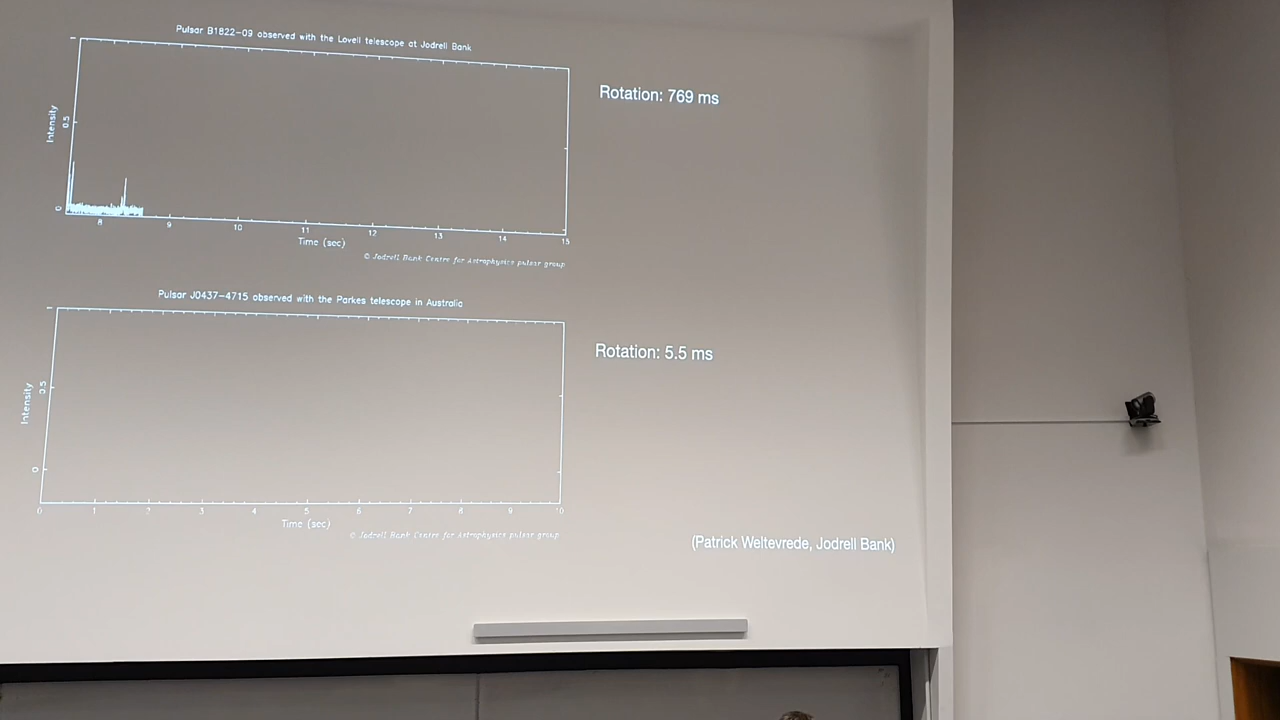 Pulsar B1822-09 observed with the Lovell telescope at Jodrell Bank
Rotation: 769 ms
Intensity
0.5
0
8 9 10 11 12 13 14 15
Time (sec)
© Jodrell Bank Centre for Astrophysics pulsar group
Pulsar J0437-4715 observed with the Parkes telescope in Australia
Rotation: 5.5 ms
Intensity
0.5
0
0 1 2 3 4 5 6 7 8 9 10
Time (sec)
© Jodrell Bank Centre for Astrophysics pulsar group
(Patrick Weltevrede, Jodrell Bank)